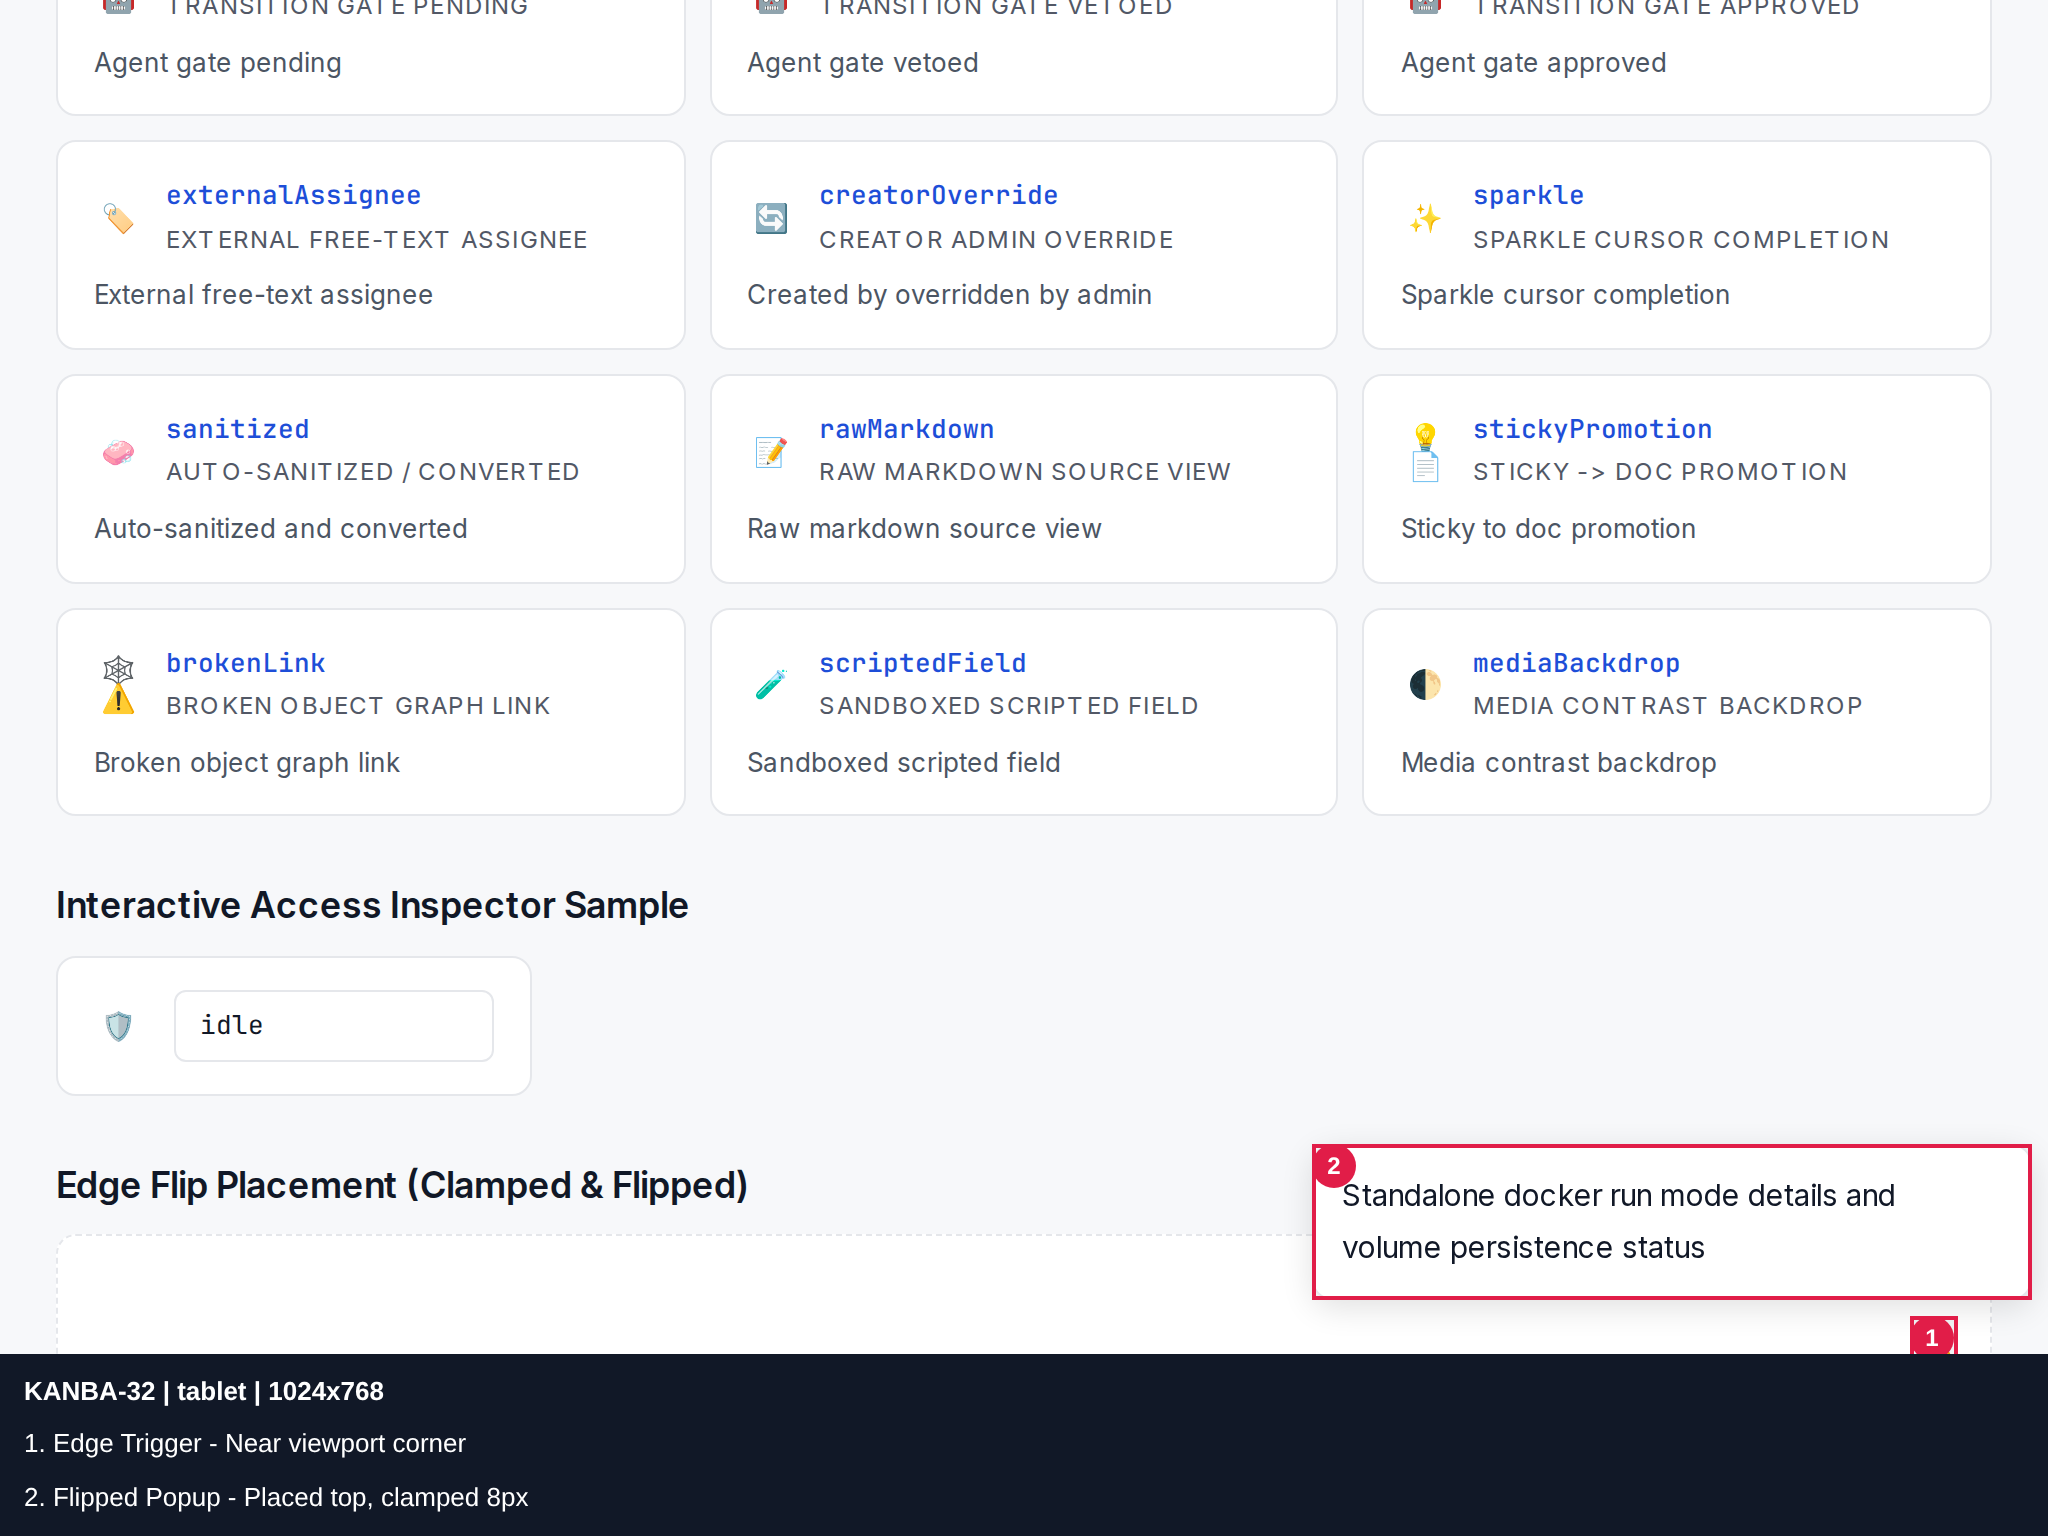 TRANSITION GATE PENDING
Agent gate pending
TRANSITION GATE VETOED
Agent gate vetoed
TRANSITION GATE APPROVED
Agent gate approved
externalAssignee
EXTERNAL FREE-TEXT ASSIGNEE
External free-text assignee
creatorOverride
CREATOR ADMIN OVERRIDE
Created by overridden by admin
sparkle
SPARKLE CURSOR COMPLETION
Sparkle cursor completion
sanitized
AUTO-SANITIZED / CONVERTED
Auto-sanitized and converted
rawMarkdown
RAW MARKDOWN SOURCE VIEW
Raw markdown source view
stickyPromotion
STICKY -> DOC PROMOTION
Sticky to doc promotion
brokenLink
BROKEN OBJECT GRAPH LINK
Broken object graph link
scriptedField
SANDBOXED SCRIPTED FIELD
Sandboxed scripted field
mediaBackdrop
MEDIA CONTRAST BACKDROP
Media contrast backdrop
Interactive Access Inspector Sample
idle
Edge Flip Placement (Clamped & Flipped)
2
Standalone docker run mode details and
volume persistence status
1
KANBA-32 | tablet | 1024x768
1. Edge Trigger - Near viewport corner
2. Flipped Popup - Placed top, clamped 8px